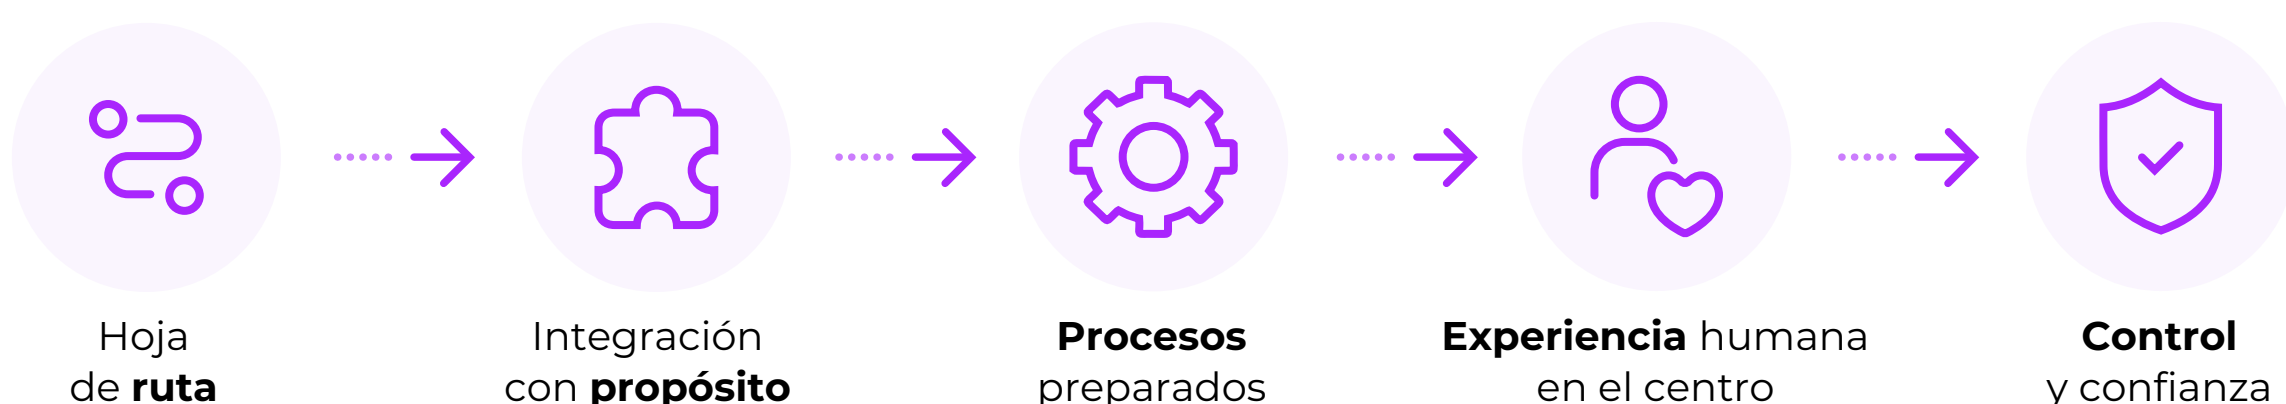 Hoja
de ruta
Integración
con propósito
Procesos
preparados
Experiencia humana
en el centro
Control
y confianza